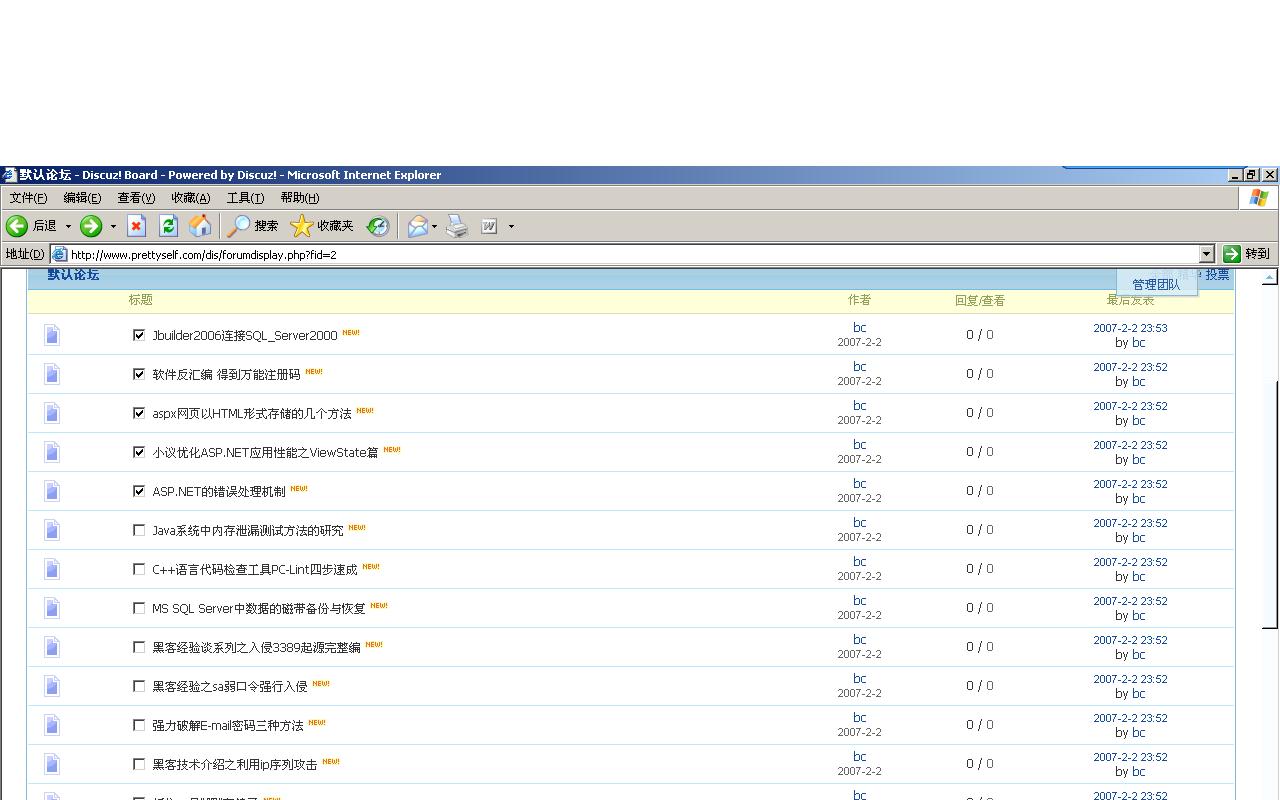 默认论坛 - Discuz! Board - Powered by Discuz! - Microsoft Internet Explorer
文件(F) 编辑(E) 查看(V) 收藏(A) 工具(T) 帮助(H)
后退 搜索 收藏夹
地址(D) http://www.prettyself.com/dis/forumdisplay.php?fid=2 转到
默认论坛 投票
管理团队
标题 作者 回复/查看 最后发表
Jbuilder2006连接SQL_Server2000 NEW! bc 0 / 0 2007-2-2 23:53
2007-2-2 by bc
软件反汇编 得到万能注册码 NEW! bc 0 / 0 2007-2-2 23:52
2007-2-2 by bc
aspx网页以HTML形式存储的几个方法 NEW! bc 0 / 0 2007-2-2 23:52
2007-2-2 by bc
小议优化ASP.NET应用性能之ViewState篇 NEW! bc 0 / 0 2007-2-2 23:52
2007-2-2 by bc
ASP.NET的错误处理机制 NEW! bc 0 / 0 2007-2-2 23:52
2007-2-2 by bc
Java系统中内存泄漏测试方法的研究 NEW! bc 0 / 0 2007-2-2 23:52
2007-2-2 by bc
C++语言代码检查工具PC-Lint四步速成 NEW! bc 0 / 0 2007-2-2 23:52
2007-2-2 by bc
MS SQL Server中数据的磁带备份与恢复 NEW! bc 0 / 0 2007-2-2 23:52
2007-2-2 by bc
黑客经验谈系列之入侵3389起源完整编 NEW! bc 0 / 0 2007-2-2 23:52
2007-2-2 by bc
黑客经验之sa弱口令强行入侵 NEW! bc 0 / 0 2007-2-2 23:52
2007-2-2 by bc
强力破解E-mail密码三种方法 NEW! bc 0 / 0 2007-2-2 23:52
2007-2-2 by bc
黑客技术介绍之利用ip序列攻击 NEW! bc 0 / 0 2007-2-2 23:52
2007-2-2 by bc
bc 2007-2-2 23:52